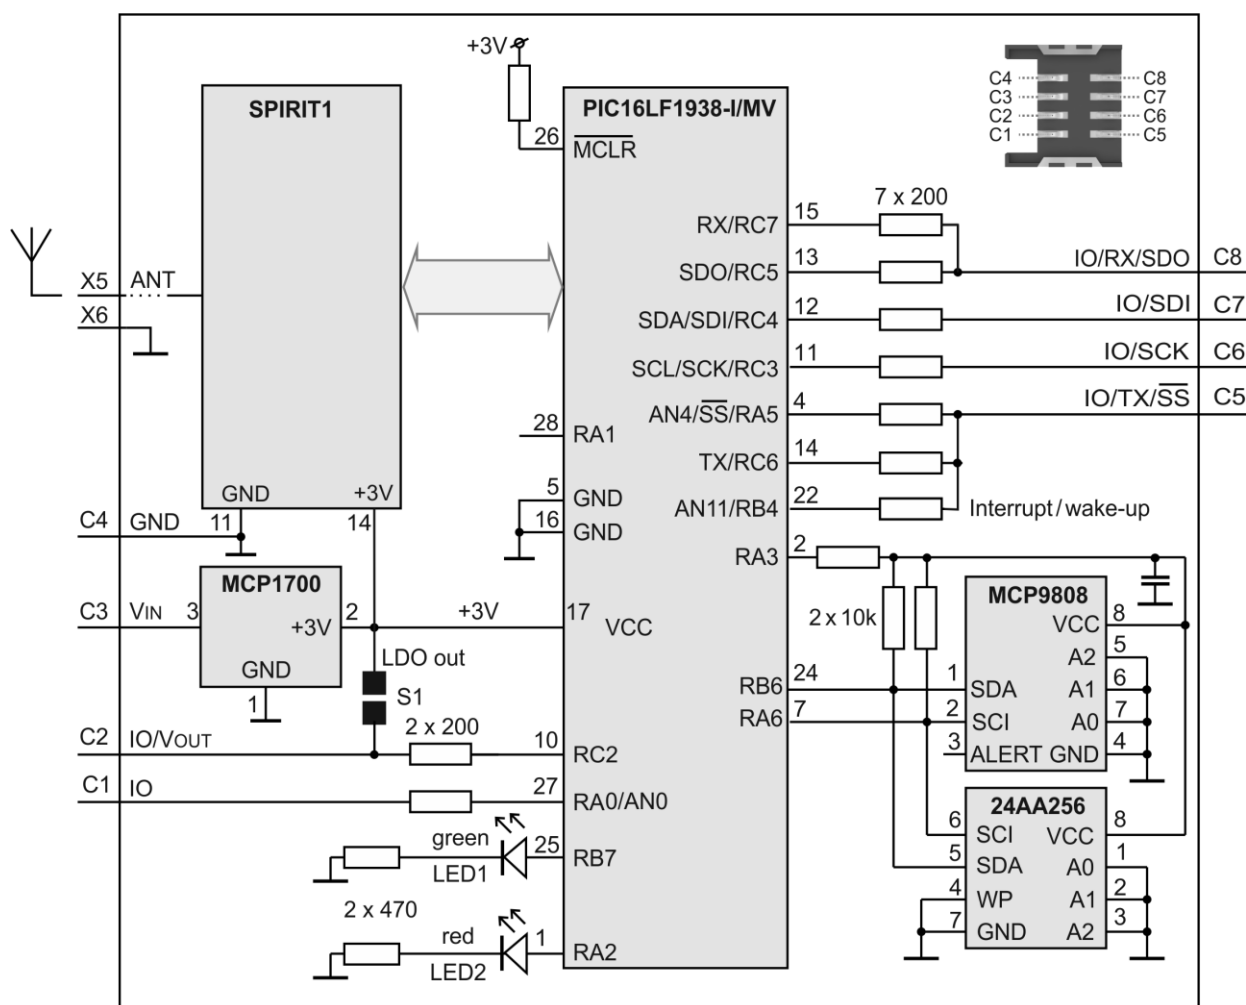 +3V
SPIRIT1
PIC16LF1938-I/MV
C4
C8
C3
C7
C2
C6
C1
C5
26
MCLR
7 x 200
RX/RC7
15
SDO/RC5
13
IO/RX/SDO
C8
X5
ANT
X6
SDA/SDI/RC4
12
IO/SDI
C7
SCL/SCK/RC3
11
IO/SCK
C6
AN4/SS/RA5
4
IO/TX/SS
C5
28
RA1
TX/RC6
14
GND
+3V
5
GND
AN11/RB4
22
Interrupt/wake-up
C4
GND
11
14
16
GND
RA3
2
MCP1700
MCP9808
C3
VIN
3
+3V
2
+3V
17
VCC
2 x 10k
VCC
8
GND
LDO out
A2
5
1
S1
RB6
24
1
SDA
A1
6
RA6
7
2
SCI
A0
7
C2
IO/VOUT
2 x 200
10
RC2
3
ALERT
GND
4
C1
IO
27
RA0/AN0
24AA256
green
LED1
25
RB7
6
SCI
VCC
8
5
SDA
A0
1
2 x 470
4
WP
A1
2
red
LED2
1
RA2
7
GND
A2
3